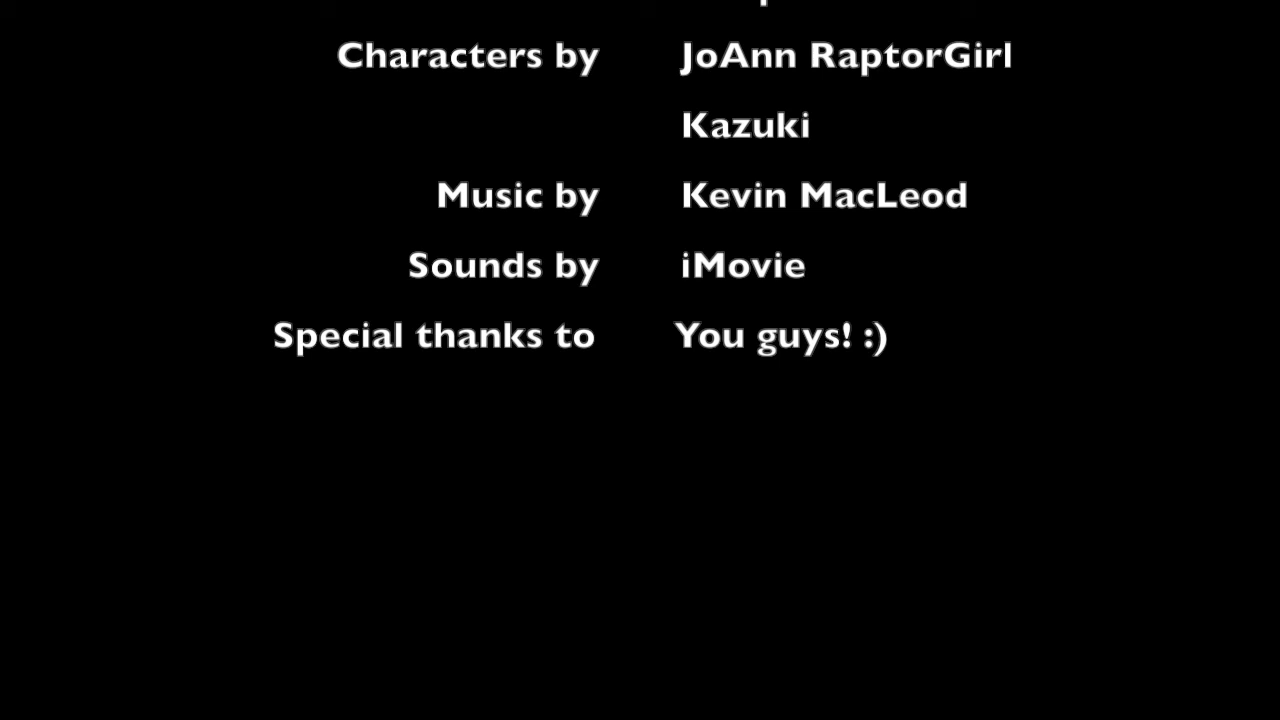 Characters by JoAnn RaptorGirl
Kazuki
Music by Kevin MacLeod
Sounds by iMovie
Special thanks to You guys! :)